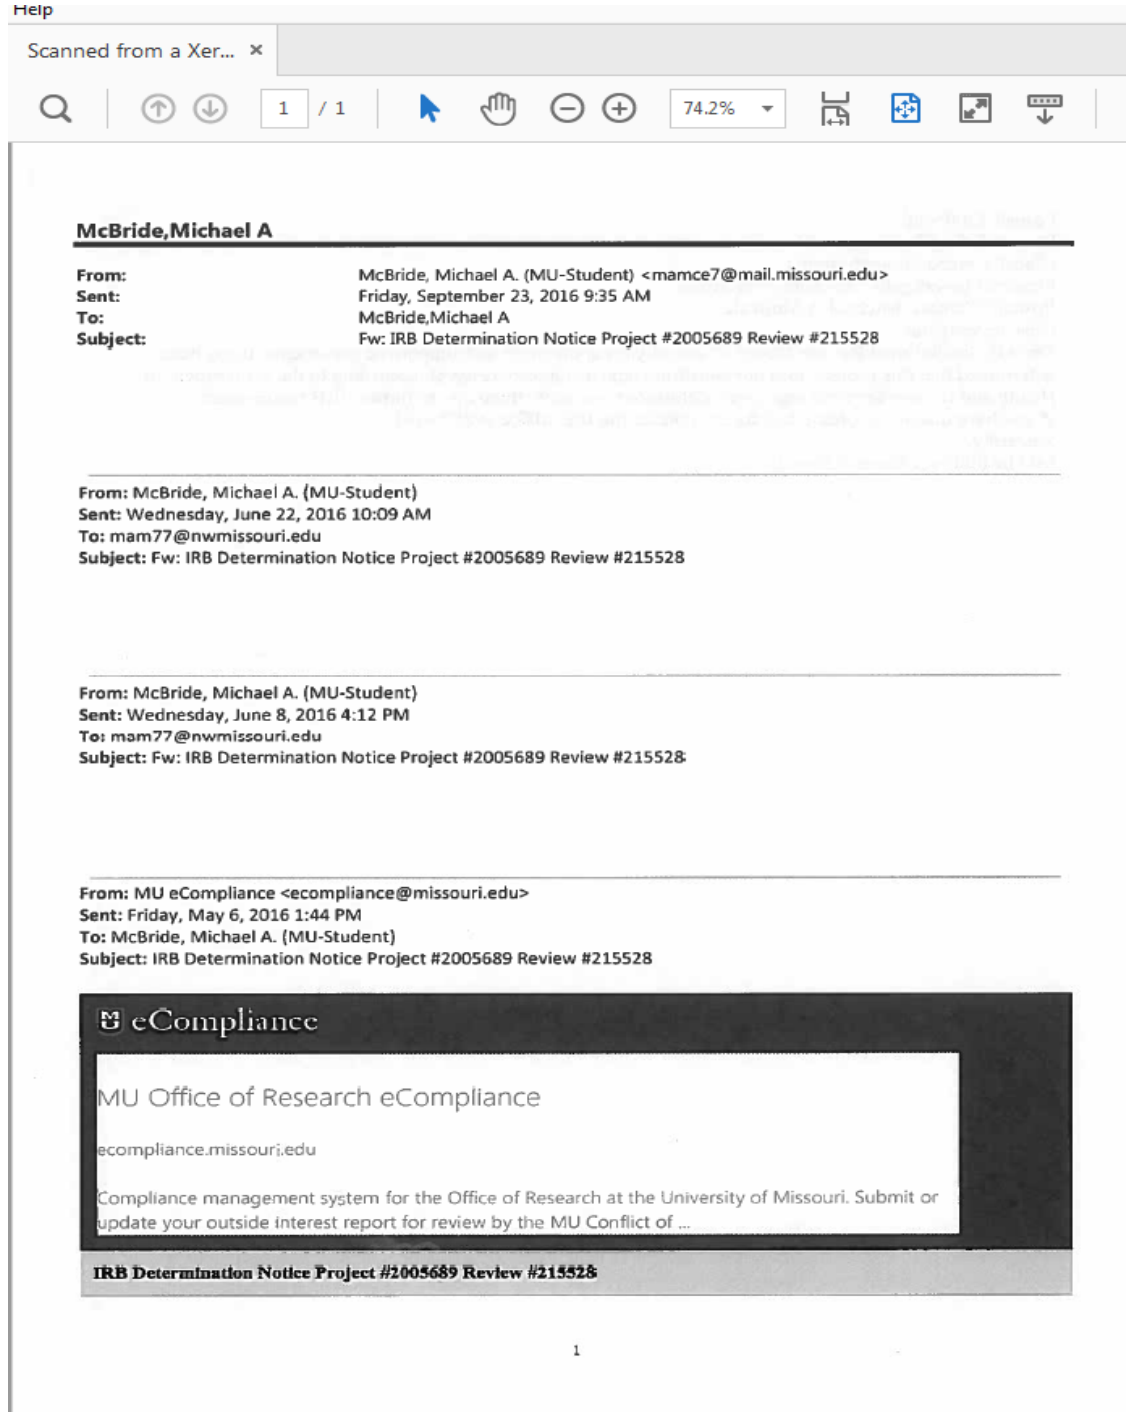 Help
Scanned from a Xer... ×
1 / 1 74.2%
McBride,Michael A
From: McBride, Michael A. (MU-Student) <mamce7@mail.missouri.edu>
Sent: Friday, September 23, 2016 9:35 AM
To: McBride,Michael A
Subject: Fw: IRB Determination Notice Project #2005689 Review #215528
From: McBride, Michael A. (MU-Student)
Sent: Wednesday, June 22, 2016 10:09 AM
To: mam77@nwmissouri.edu
Subject: Fw: IRB Determination Notice Project #2005689 Review #215528
From: McBride, Michael A. (MU-Student)
Sent: Wednesday, June 8, 2016 4:12 PM
To: mam77@nwmissouri.edu
Subject: Fw: IRB Determination Notice Project #2005689 Review #215528
From: MU eCompliance <ecompliance@missouri.edu>
Sent: Friday, May 6, 2016 1:44 PM
To: McBride, Michael A. (MU-Student)
Subject: IRB Determination Notice Project #2005689 Review #215528
MU eCompliance
MU Office of Research eCompliance
ecompliance.missouri.edu
Compliance management system for the Office of Research at the University of Missouri. Submit or
update your outside interest report for review by the MU Conflict of ...
IRB Determination Notice Project #2005689 Review #215528
1